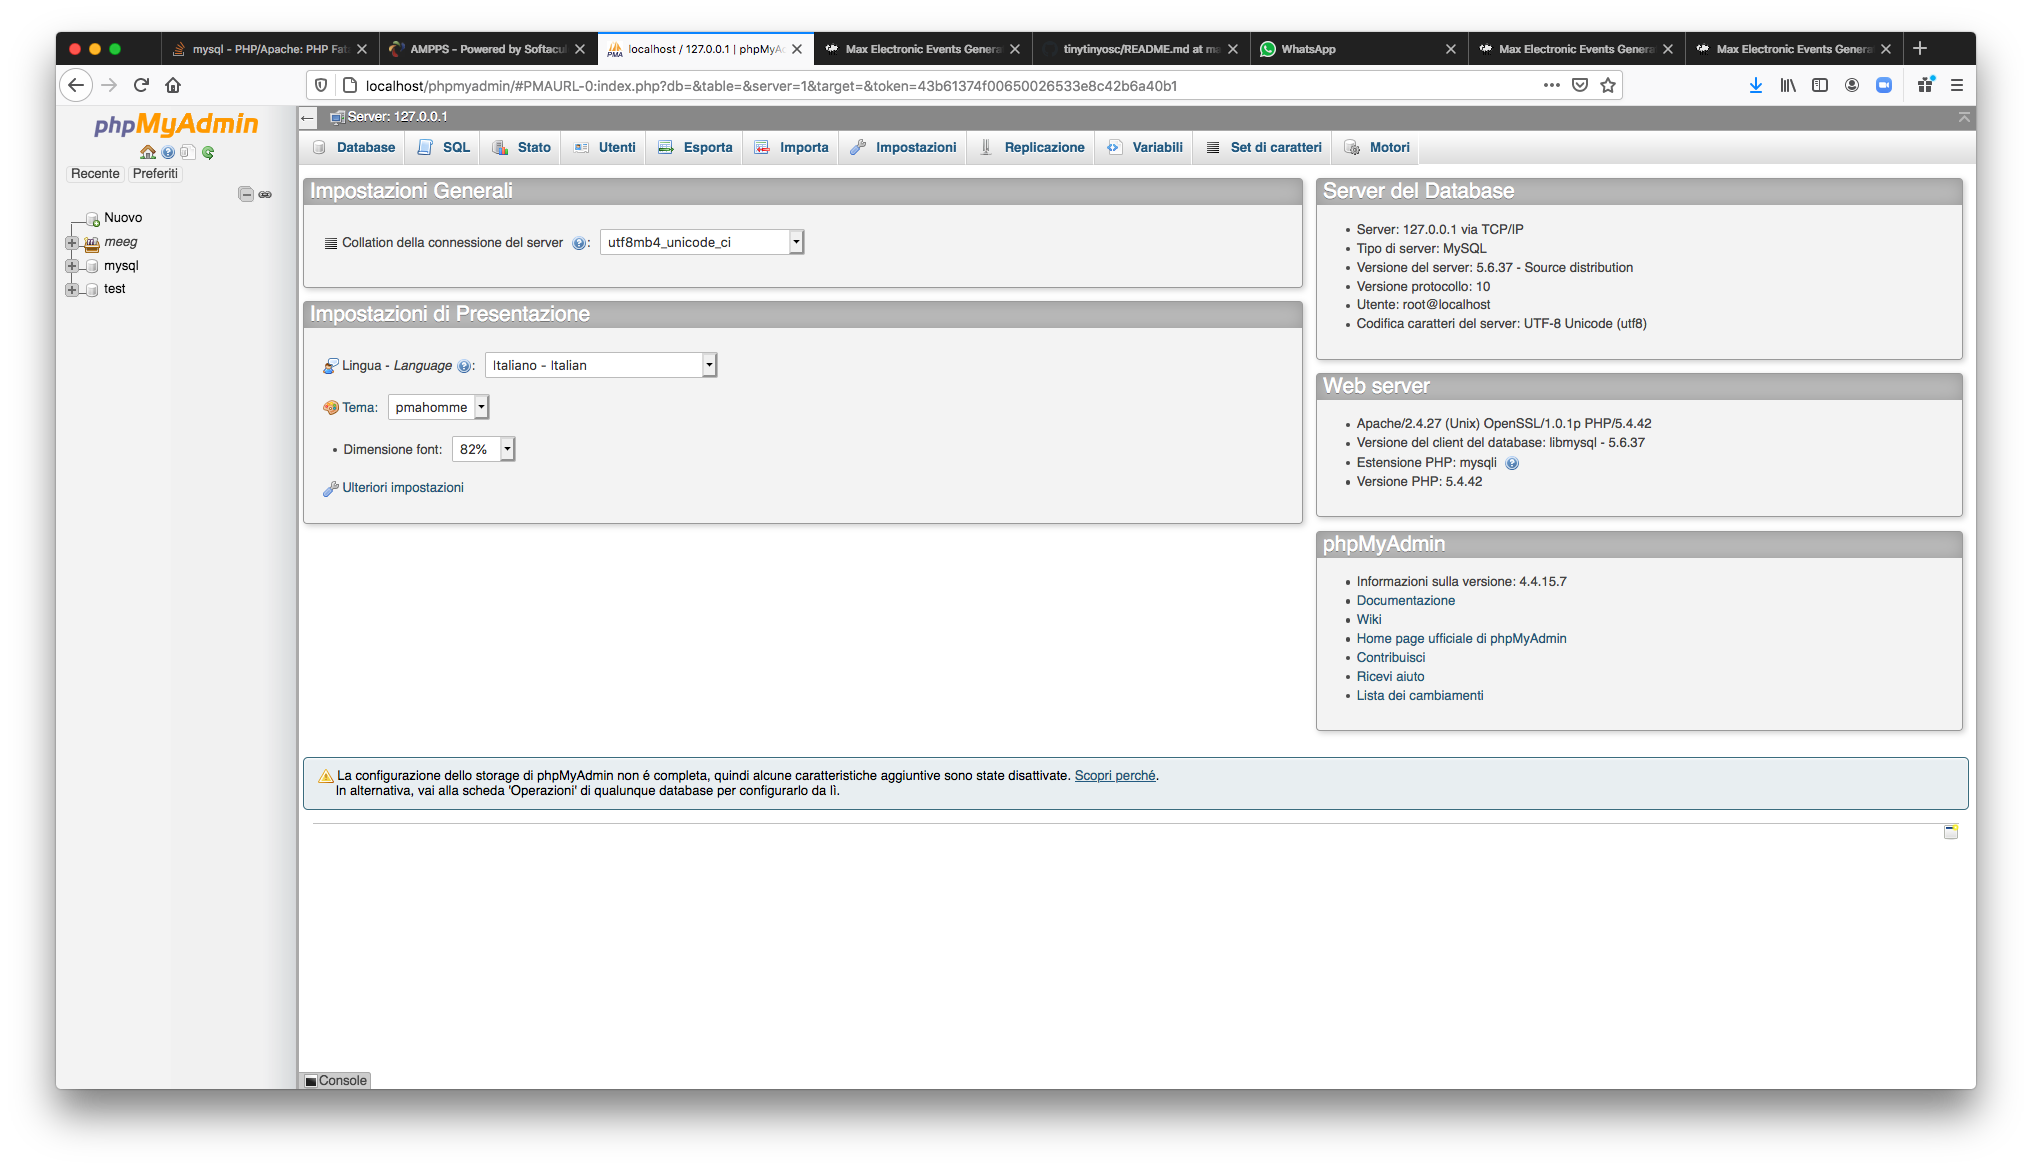 mysql - PHP/Apache: PHP Fat
AMPPS - Powered by Softacul
localhost / 127.0.0.1 | phpMyAd
Max Electronic Events Genera
tinytinyosc/README.md at ma
WhatsApp
Max Electronic Events Genera
Max Electronic Events Genera
localhost/phpmyadmin/#PMAURL-0:index.php?db=&table=&server=1&target=&token=43b61374f00650026533e8c42b6a40b1
phpMyAdmin
Recente
Preferiti
Nuovo
meeg
mysql
test
Server: 127.0.0.1
Database
SQL
Stato
Utenti
Esporta
Importa
Impostazioni
Replicazione
Variabili
Set di caratteri
Motori
Impostazioni Generali
Collation della connessione del server : utf8mb4_unicode_ci
Impostazioni di Presentazione
Lingua - Language : Italiano - Italian
Tema: pmahomme
• Dimensione font: 82%
Ulteriori impostazioni
Server del Database
• Server: 127.0.0.1 via TCP/IP
• Tipo di server: MySQL
• Versione del server: 5.6.37 - Source distribution
• Versione protocollo: 10
• Utente: root@localhost
• Codifica caratteri del server: UTF-8 Unicode (utf8)
Web server
• Apache/2.4.27 (Unix) OpenSSL/1.0.1p PHP/5.4.42
• Versione del client del database: libmysql - 5.6.37
• Estensione PHP: mysqli
• Versione PHP: 5.4.42
phpMyAdmin
• Informazioni sulla versione: 4.4.15.7
• Documentazione
• Wiki
• Home page ufficiale di phpMyAdmin
• Contribuisci
• Ricevi aiuto
• Lista dei cambiamenti
La configurazione dello storage di phpMyAdmin non é completa, quindi alcune caratteristiche aggiuntive sono state disattivate. Scopri perché.
In alternativa, vai alla scheda 'Operazioni' di qualunque database per configurarlo da lì.
Console